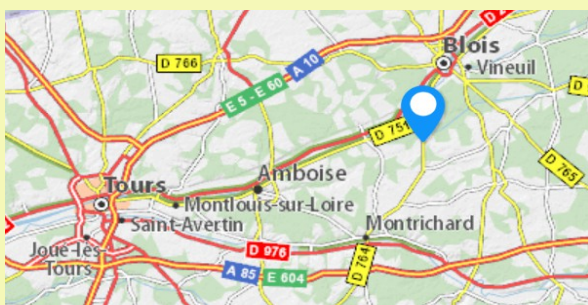 D 2
Blois
D 766
A 10
Vineuil
E 5 - E 60
D
D 751
D 765
Amboise
Tours
Montlouis-sur-Loire
Saint-Avertin
Montrichard
Joué-lès-
Tours
D 976
D 764
A 85
E 604